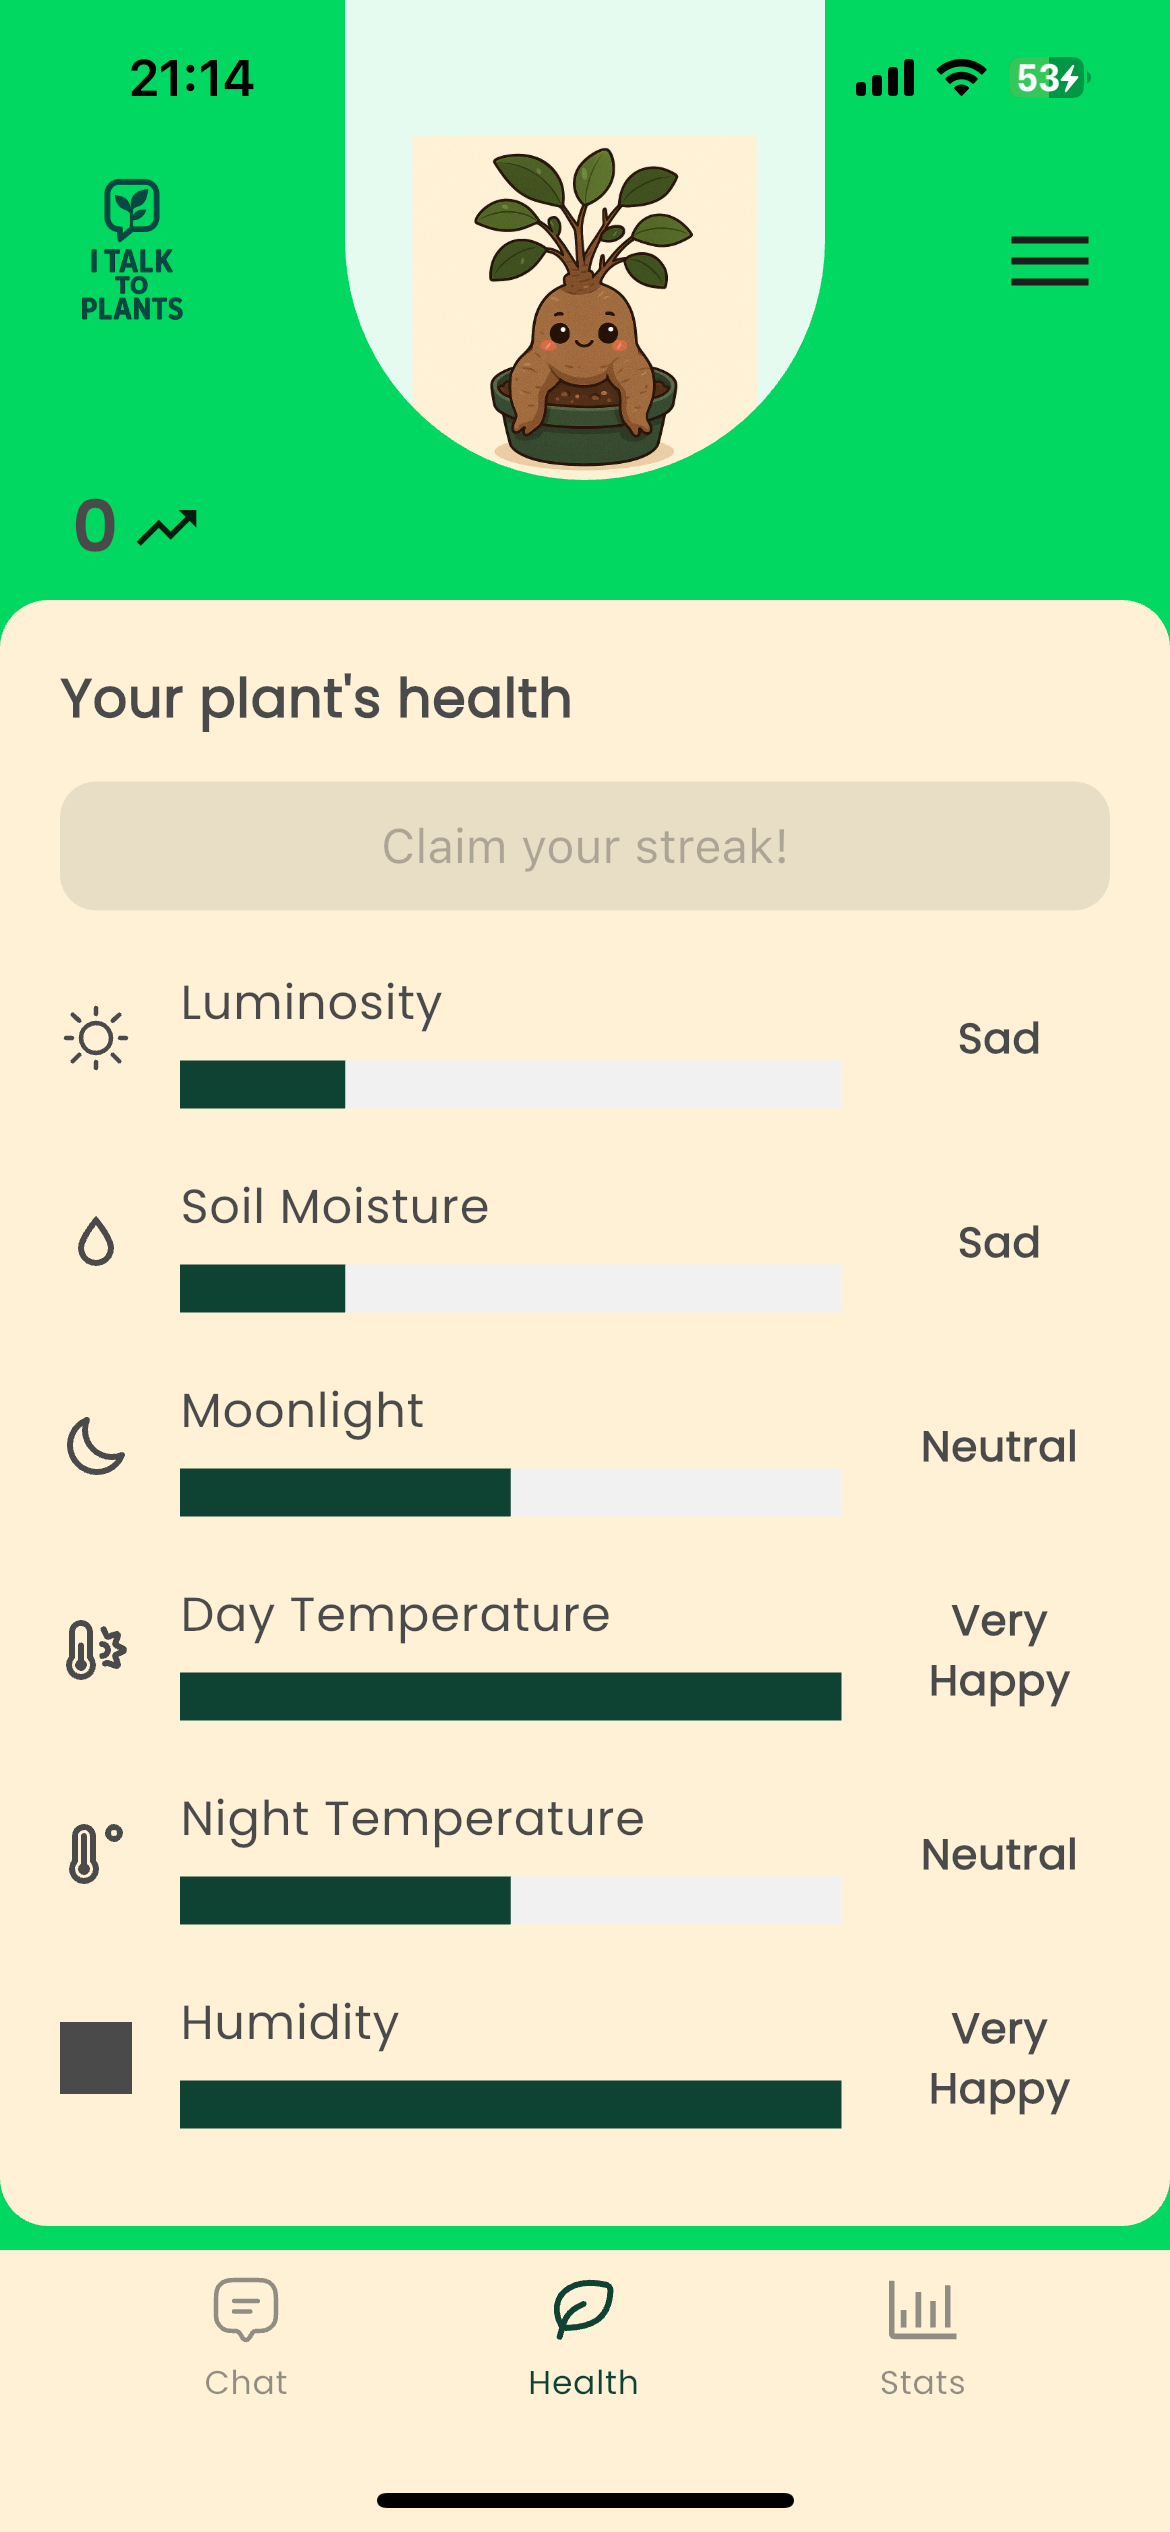 21:14
53
I TALK
TO
PLANTS
0
Your plant's health
Claim your streak!
Luminosity
Sad
Soil Moisture
Sad
Moonlight
Neutral
Day Temperature
Very
Happy
Night Temperature
Neutral
Humidity
Very
Happy
Chat
Health
Stats